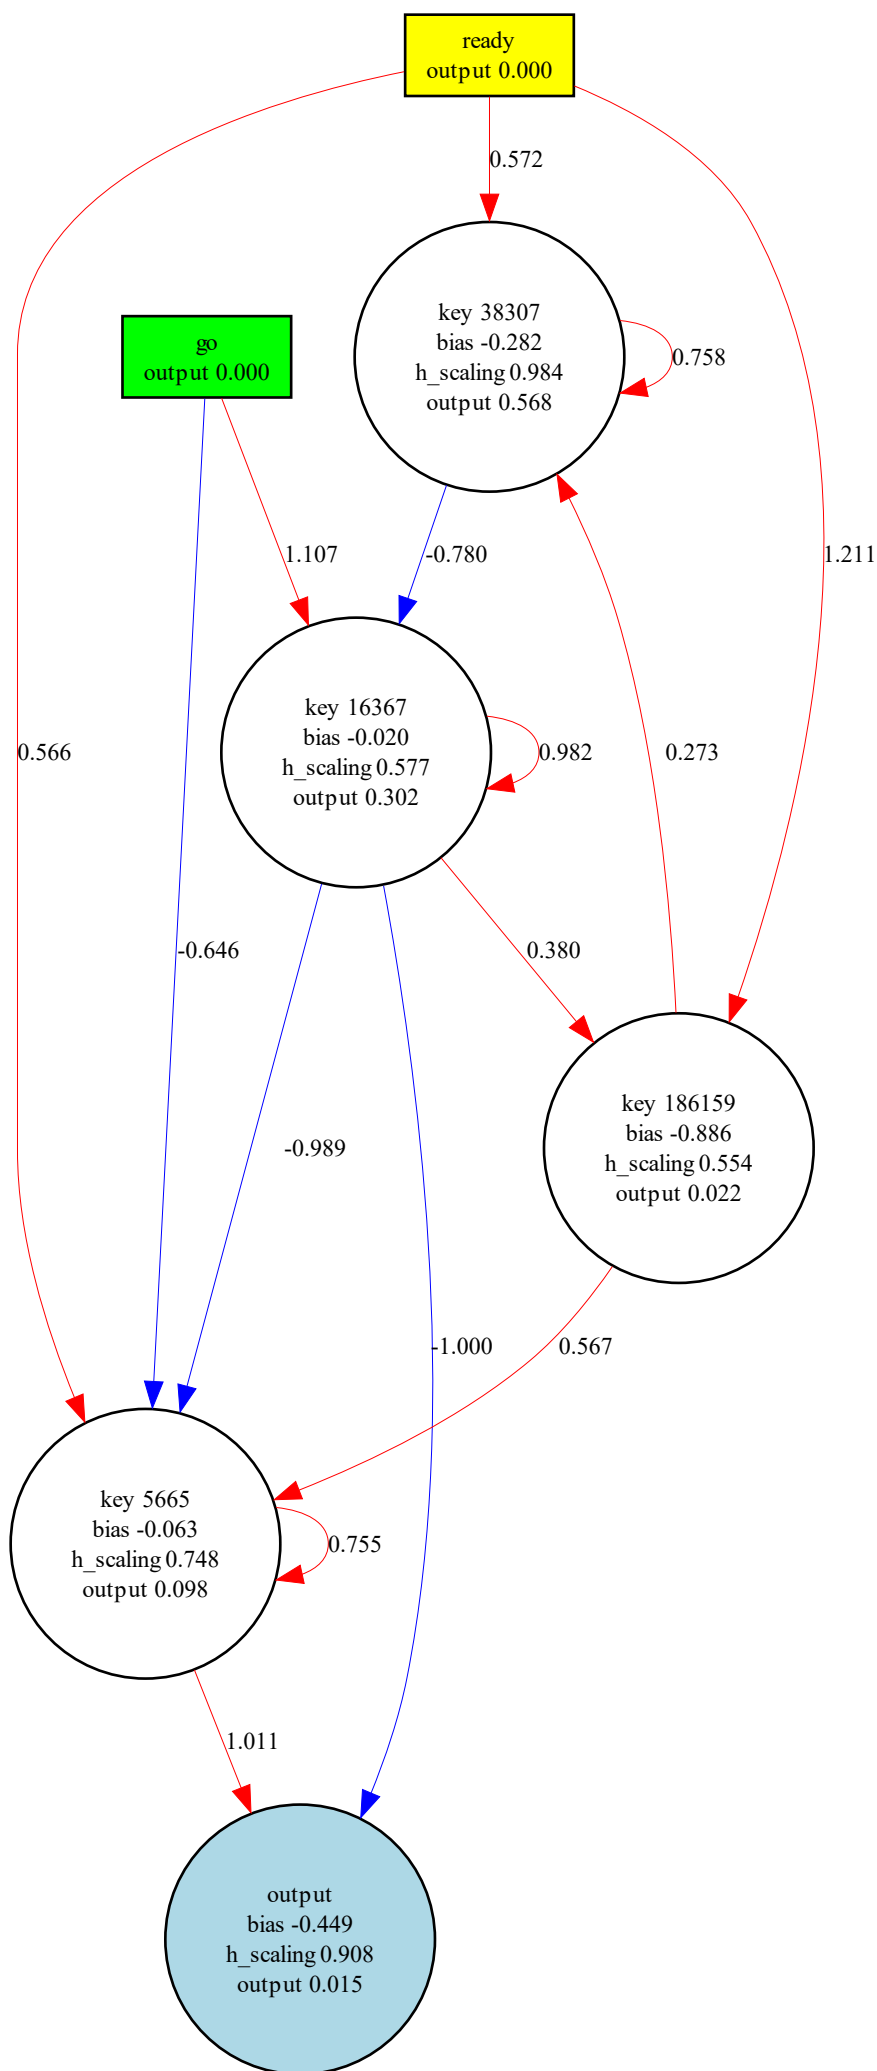 ready
output 0.000
0.572
go
output 0.000
key 38307
bias -0.282
h_scaling 0.984
output 0.568
0.758
1.107
-0.780
1.211
key 16367
bias -0.020
h_scaling 0.577
output 0.302
0.566
0.982
0.273
-0.646
0.380
key 186159
bias -0.886
h_scaling 0.554
output 0.022
-0.989
-1.000
0.567
key 5665
bias -0.063
h_scaling 0.748
output 0.098
0.755
1.011
output
bias -0.449
h_scaling 0.908
output 0.015